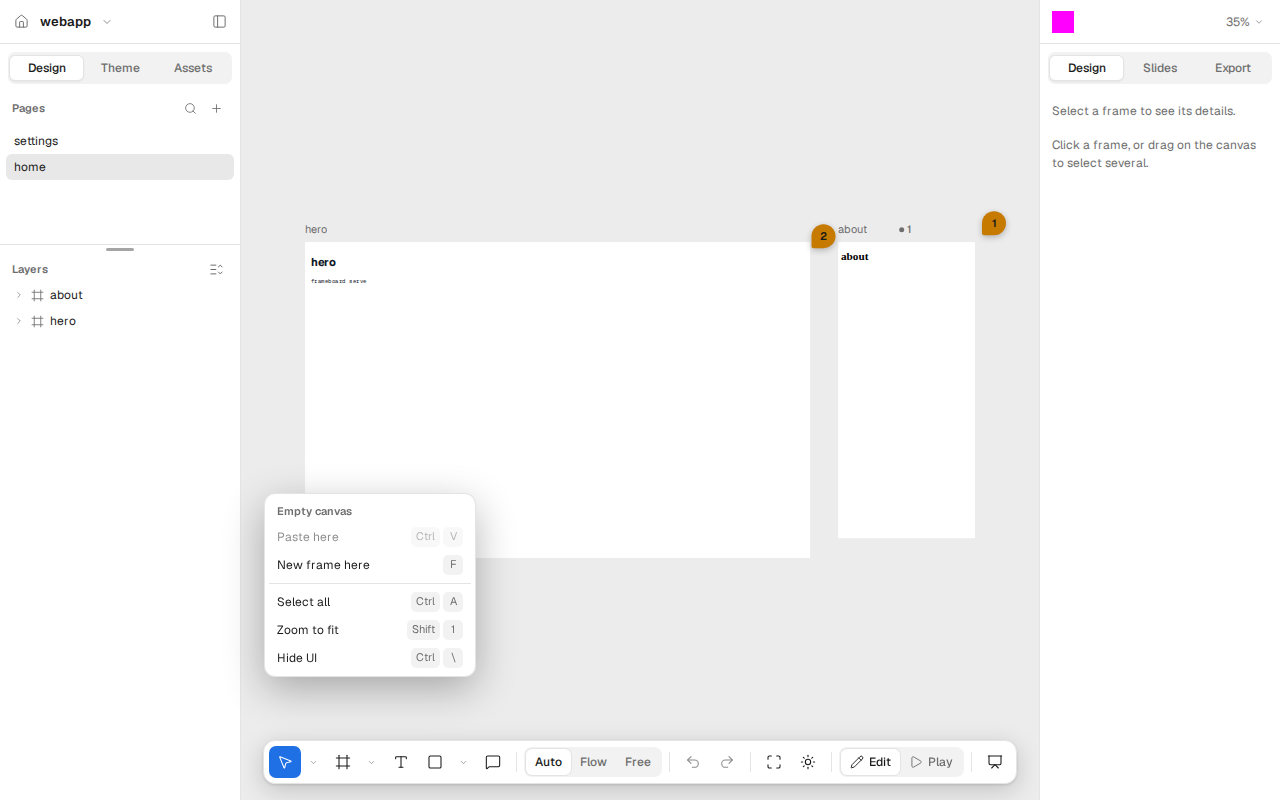 webapp
35%
Design Theme Assets
Design Slides Export
Pages
settings
home
Select a frame to see its details.
Click a frame, or drag on the canvas
to select several.
Layers
about
hero
hero
2
about
1
1
hero
frameboard serve
about
Empty canvas
Paste here Ctrl V
New frame here F
Select all Ctrl A
Zoom to fit Shift 1
Hide UI Ctrl \
Auto Flow Free
Edit Play